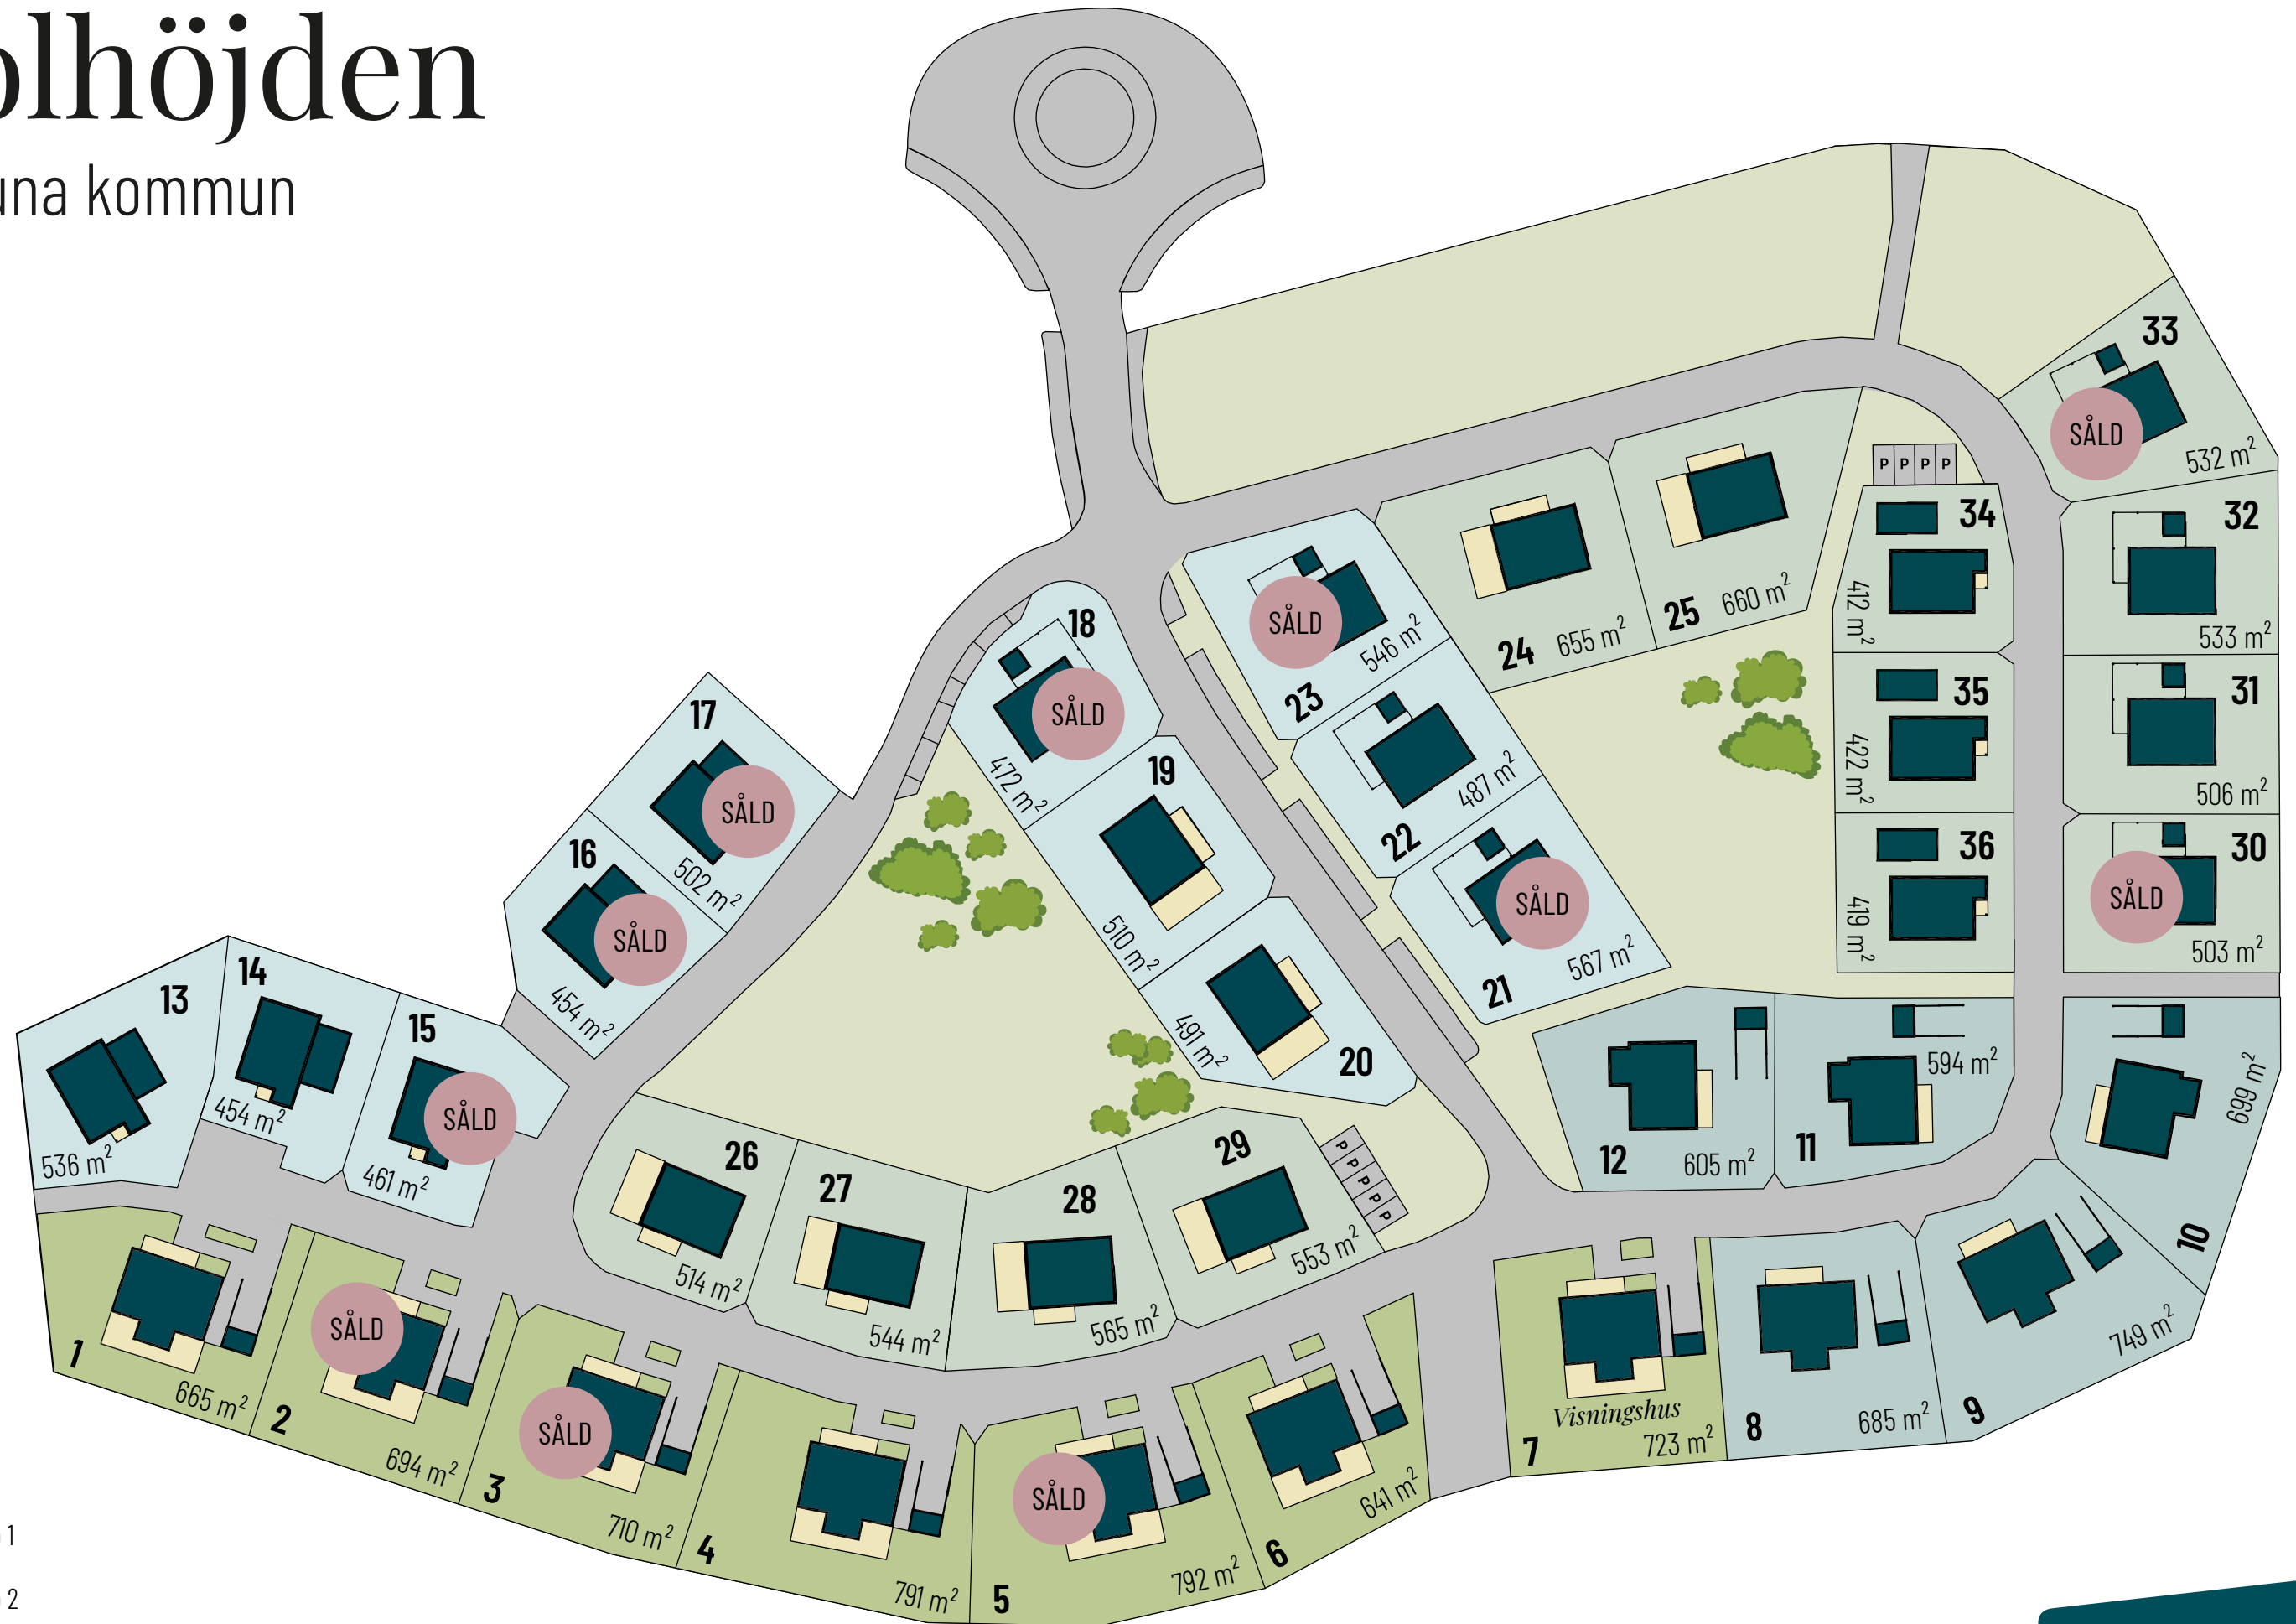 olhöjden
una kommun
33
SÅLD
532 m²
P P P P
34
412 m²
32
533 m²
24
655 m²
25
660 m²
23
SÅLD
546 m²
18
SÅLD
472 m²
35
422 m²
31
506 m²
17
SÅLD
502 m²
19
510 m²
22
487 m²
16
SÅLD
454 m²
36
419 m²
30
SÅLD
503 m²
21
SÅLD
567 m²
20
491 m²
13
536 m²
14
454 m²
15
SÅLD
461 m²
12
605 m²
11
594 m²
10
699 m²
26
514 m²
27
544 m²
28
565 m²
29
553 m²
P P P P P
1
665 m²
2
SÅLD
694 m²
3
SÅLD
710 m²
4
791 m²
5
SÅLD
792 m²
6
641 m²
7
Visningshus
723 m²
8
685 m²
9
749 m²
1
2